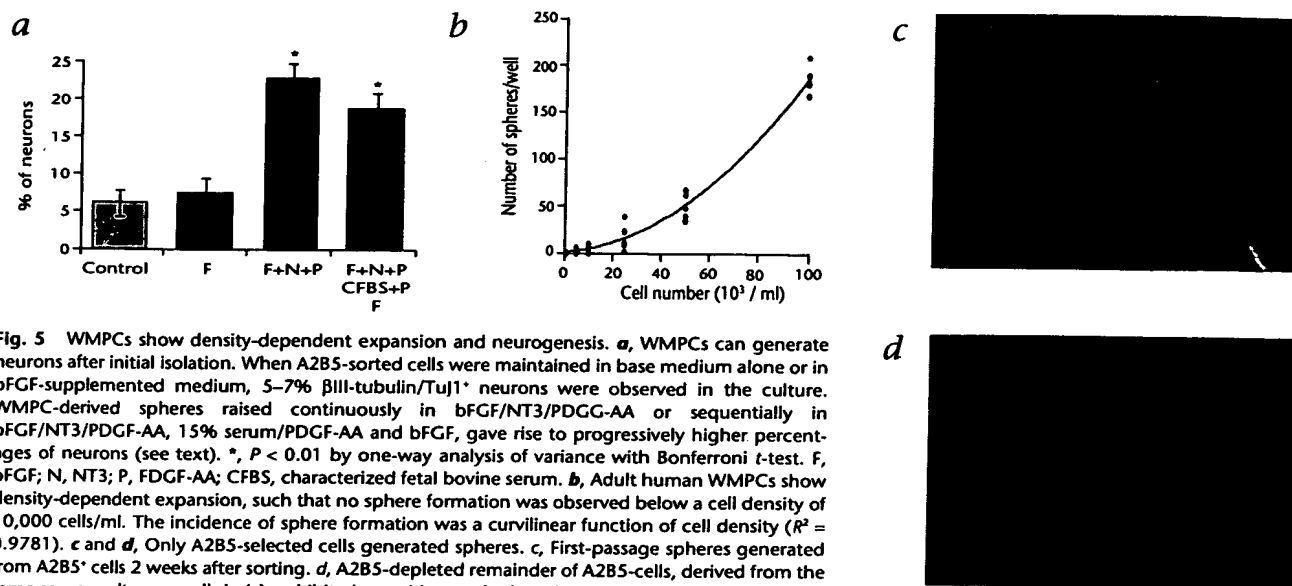 a
b
c
d
25
20
15
10
5
0
% of neurons
*
*
Control F F+N+P F+N+P
CFBS+P
F
250
200
150
100
50
0
Number of spheres/well
0 20 40 60 80 100
Cell number (10³ / ml)
Fig. 5 WMPCs show density-dependent expansion and neurogenesis. a, WMPCs can generate
neurons after initial isolation. When A2B5-sorted cells were maintained in base medium alone or in
bFGF-supplemented medium, 5–7% βIII-tubulin/TuJ1⁺ neurons were observed in the culture.
WMPC-derived spheres raised continuously in bFGF/NT3/PDGG-AA or sequentially in
bFGF/NT3/PDGF-AA, 15% serum/PDGF-AA and bFGF, gave rise to progressively higher percent-
ages of neurons (see text). *, P < 0.01 by one-way analysis of variance with Bonferroni t-test. F,
bFGF; N, NT3; P, FDGF-AA; CFBS, characterized fetal bovine serum. b, Adult human WMPCs show
density-dependent expansion, such that no sphere formation was observed below a cell density of
10,000 cells/ml. The incidence of sphere formation was a curvilinear function of cell density (R² =
0.9781). c and d, Only A2B5-selected cells generated spheres. c, First-passage spheres generated
from A2B5⁺ cells 2 weeks after sorting. d, A2B5-depleted remainder of A2B5-cells, derived from the